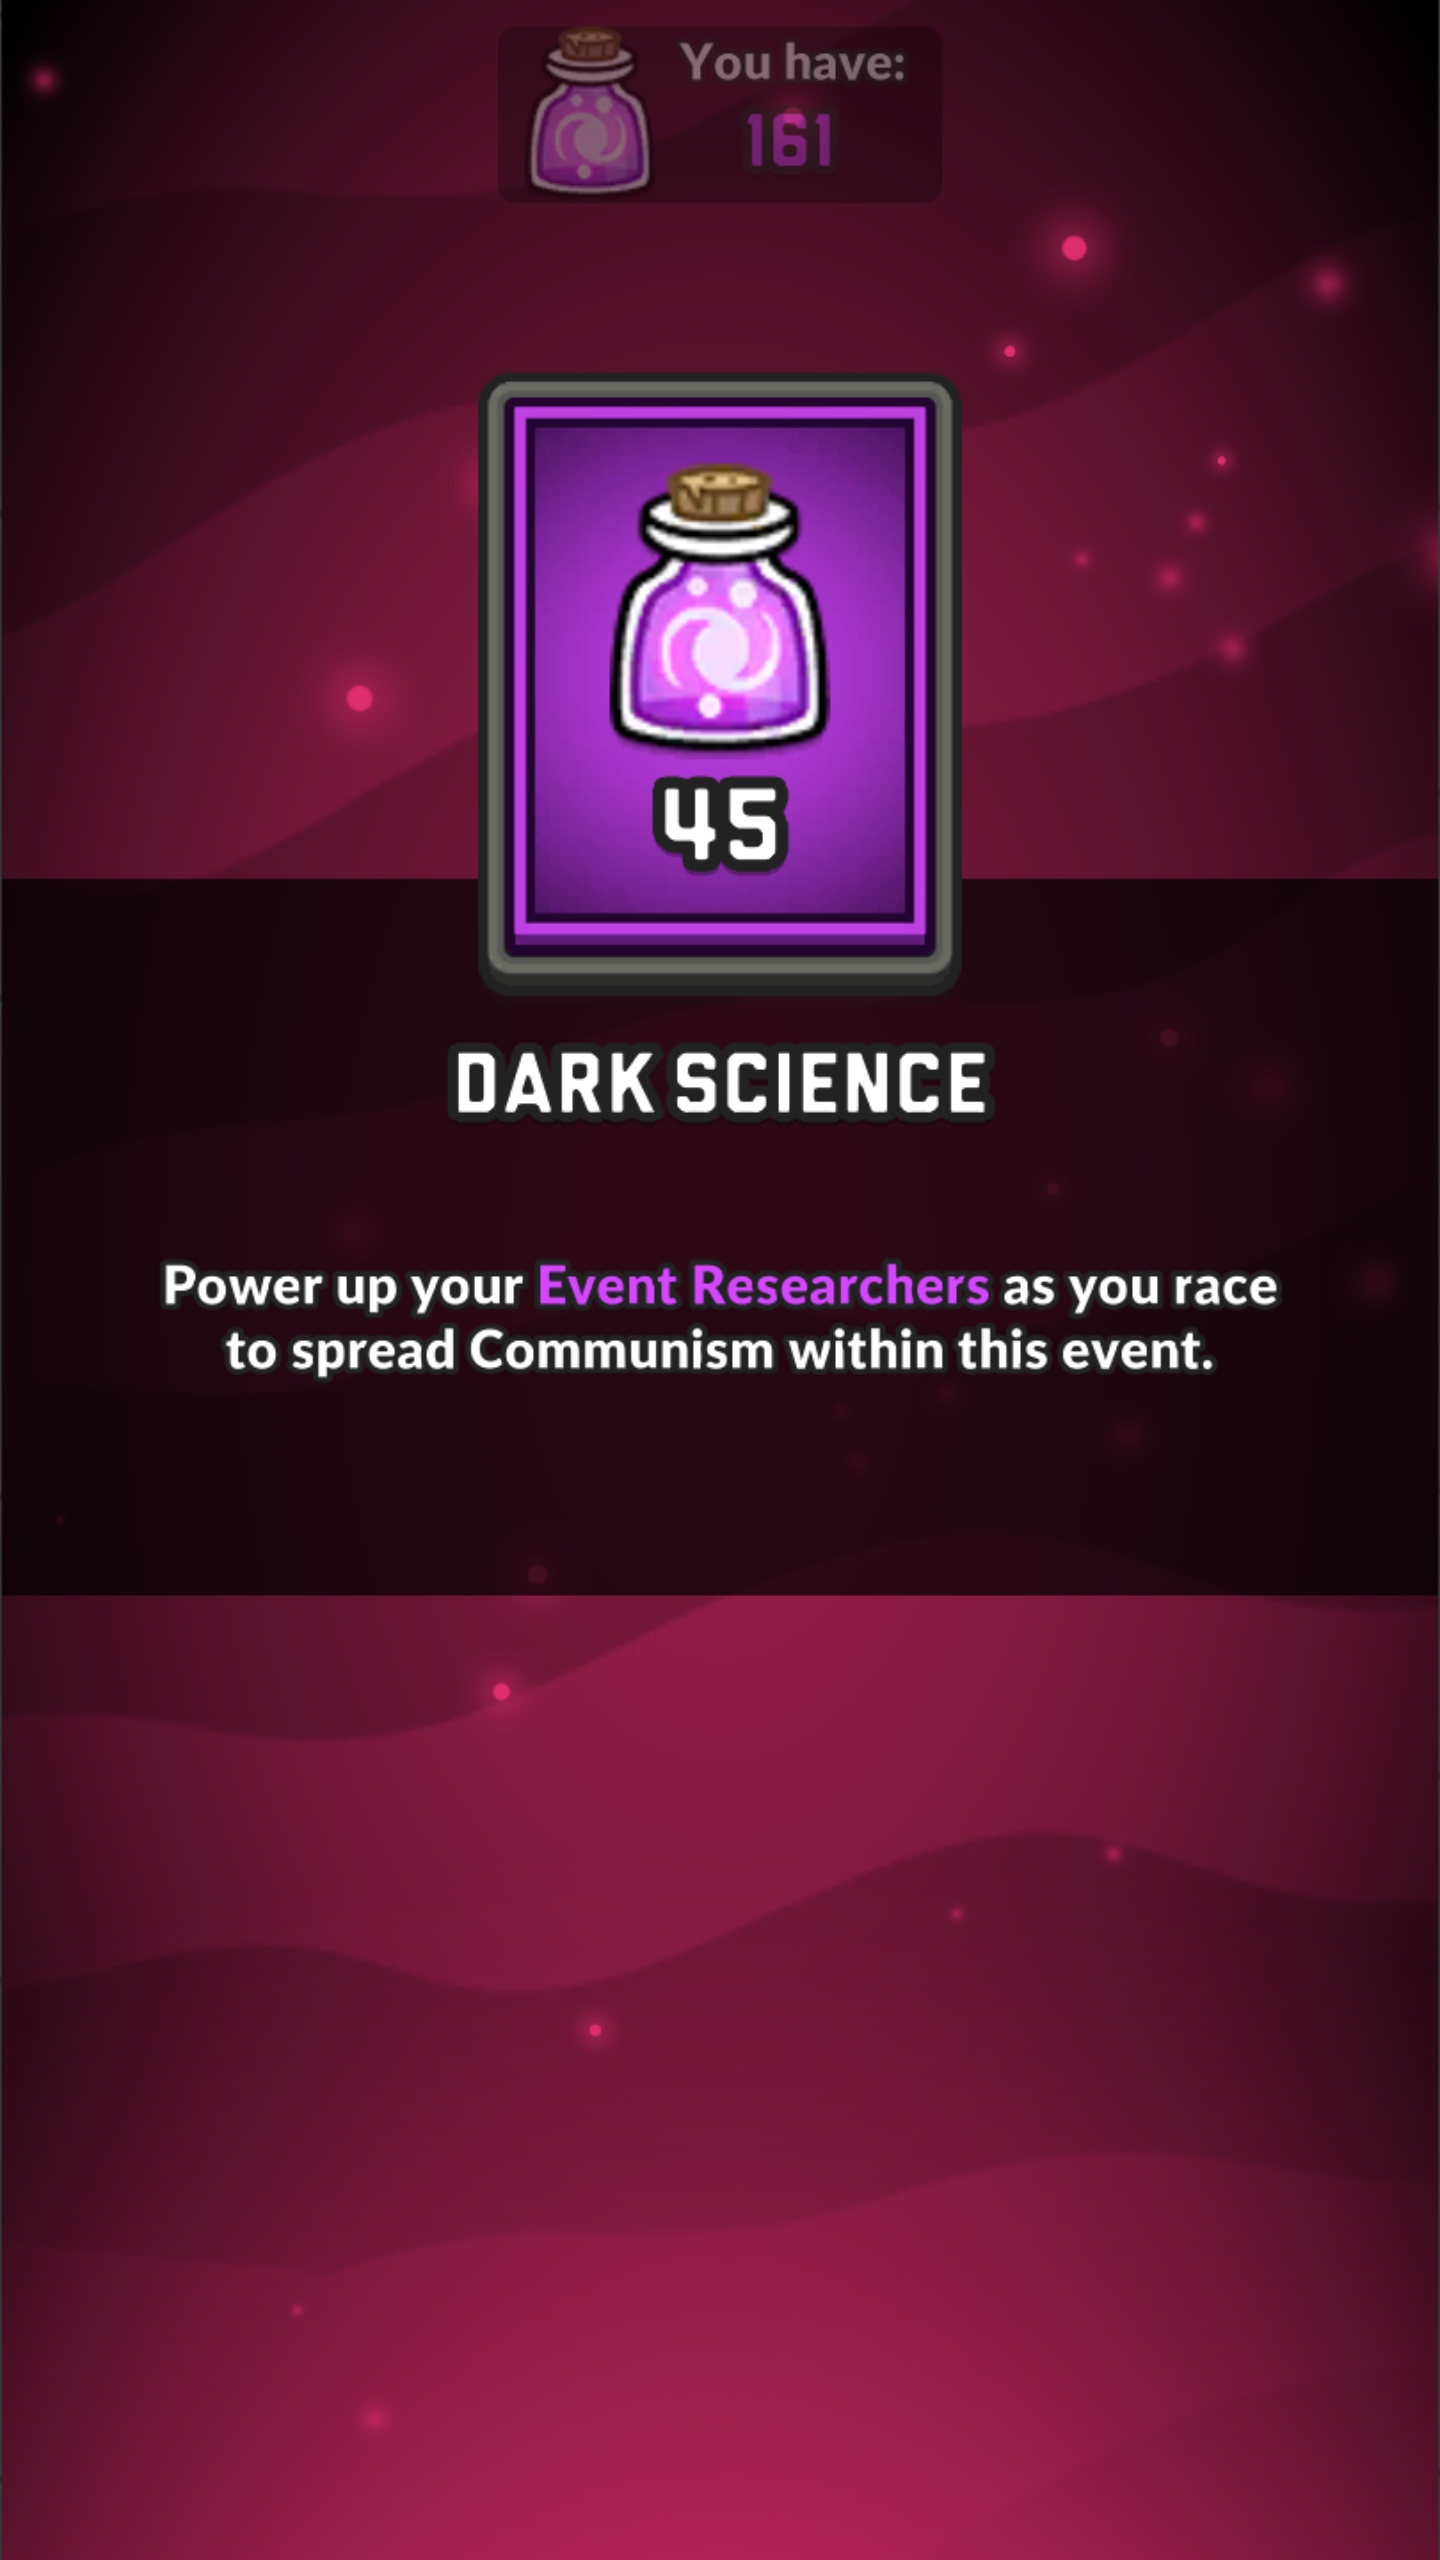 You have:
161
45
DARK SCIENCE
Power up your Event Researchers as you race
to spread Communism within this event.